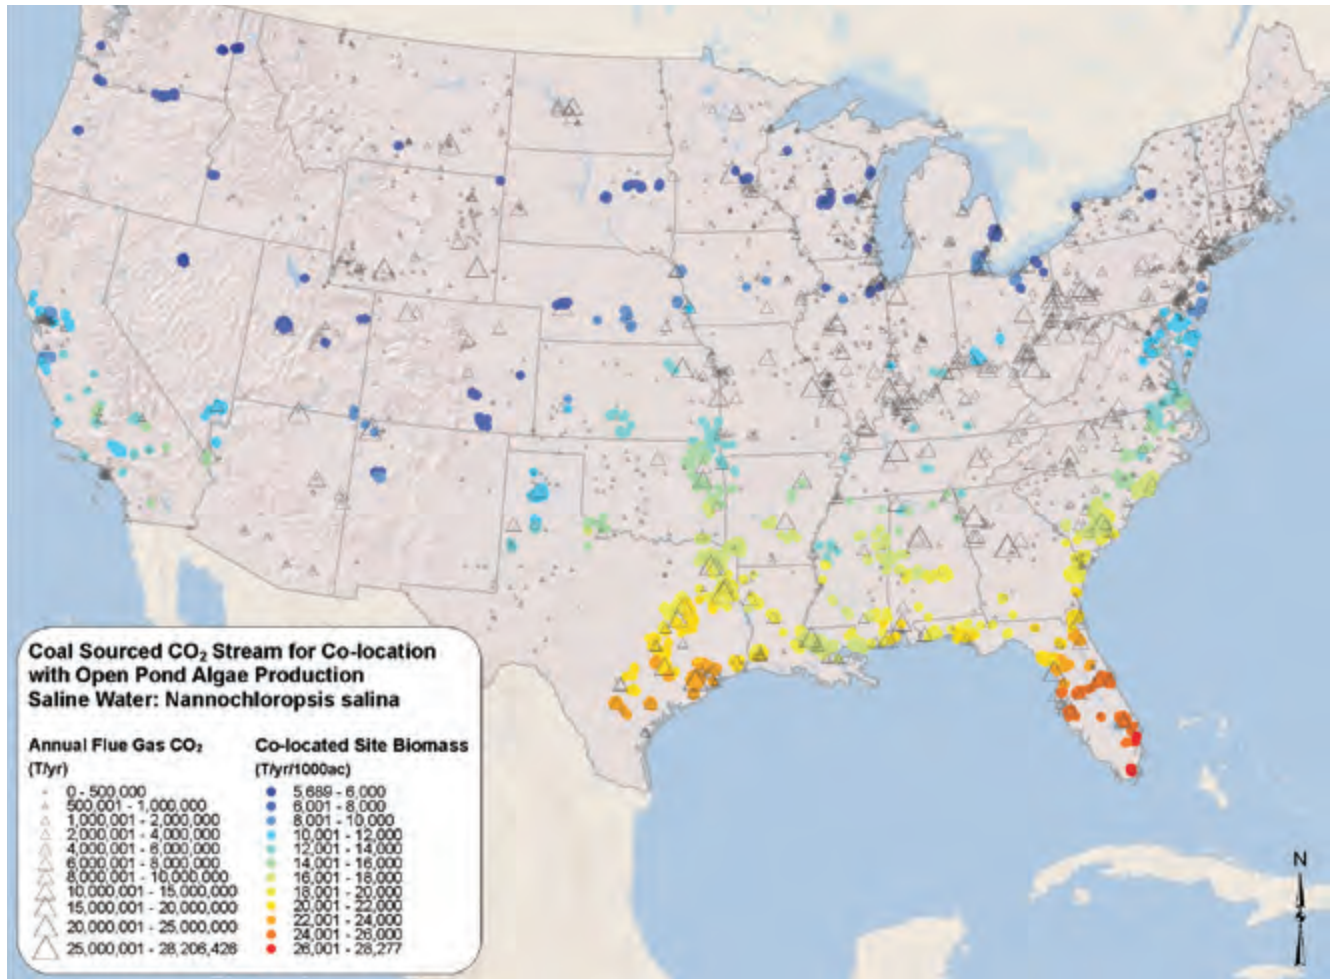 Coal Sourced CO₂ Stream for Co-location
with Open Pond Algae Production
Saline Water: Nannochloropsis salina
Annual Flue Gas CO₂
(T/yr)
0 - 500,000
500,001 - 1,000,000
1,000,001 - 2,000,000
2,000,001 - 4,000,000
4,000,001 - 6,000,000
6,000,001 - 8,000,000
8,000,001 - 10,000,000
10,000,001 - 15,000,000
15,000,001 - 20,000,000
20,000,001 - 25,000,000
25,000,001 - 28,206,428
Co-located Site Biomass
(T/yr/1000ac)
5,689 - 6,000
6,001 - 8,000
8,001 - 10,000
10,001 - 12,000
12,001 - 14,000
14,001 - 16,000
16,001 - 18,000
18,001 - 20,000
20,001 - 22,000
22,001 - 24,000
24,001 - 26,000
26,001 - 28,277
N